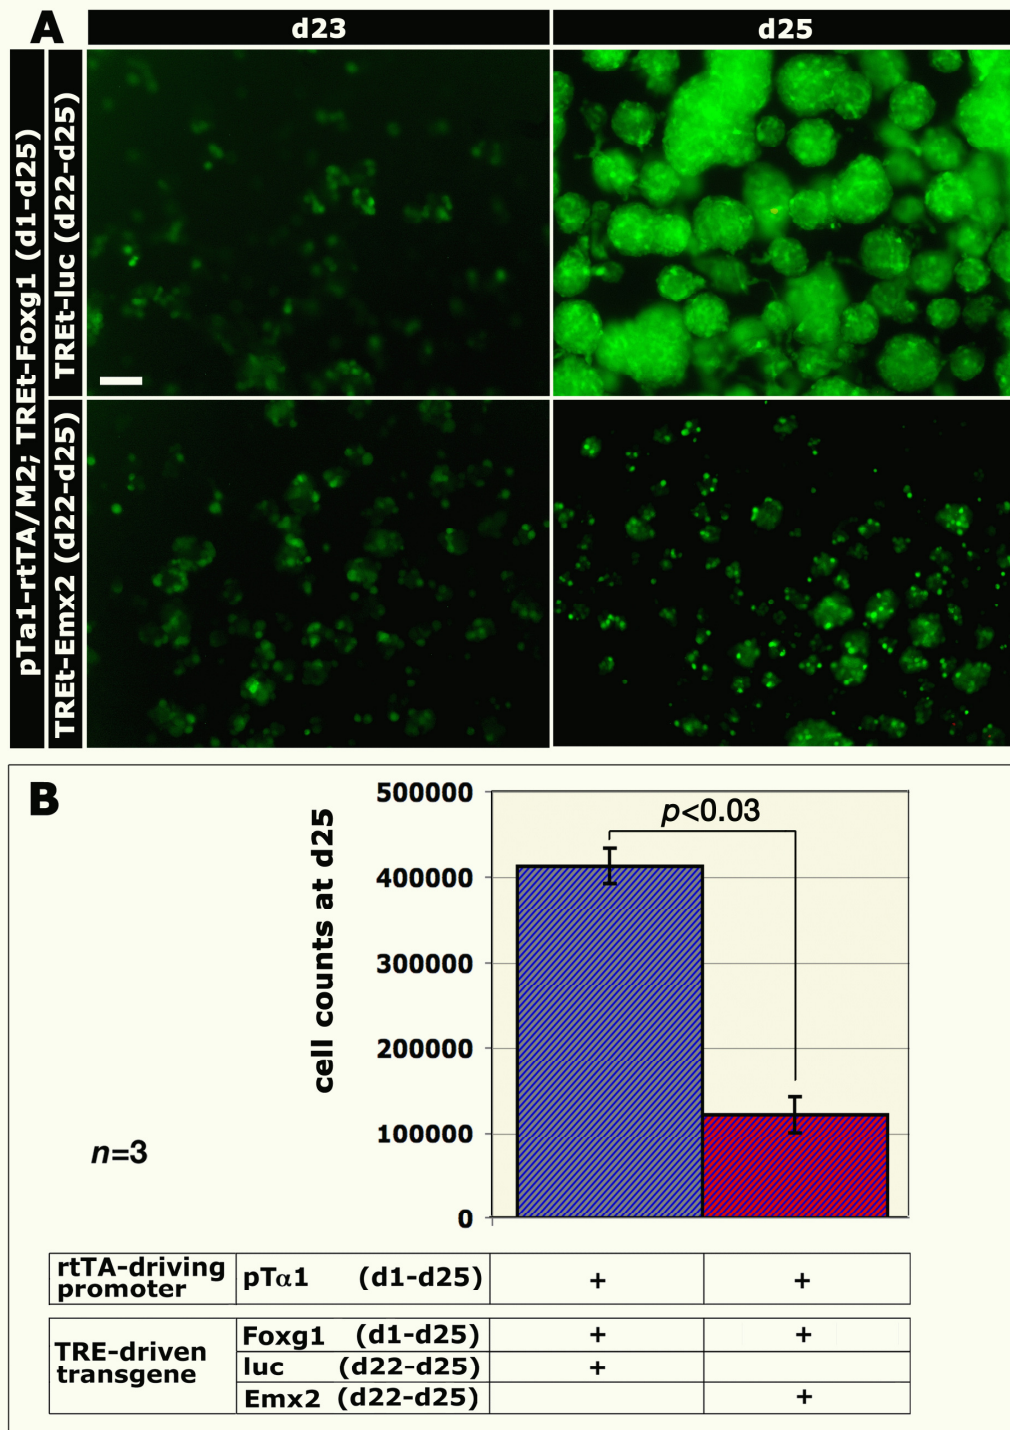 A
d23
d25
pTa1-rtTA/M2; TREt-Foxg1 (d1-d25)
TREt-luc (d22-d25)
TREt-Emx2 (d22-d25)
B
cell counts at d25
500000
400000
300000
200000
100000
0
p<0.03
n=3
rtTA-driving
promoter
pTα1 (d1-d25) + +
TRE-driven
transgene
Foxg1 (d1-d25) + +
luc (d22-d25) +
Emx2 (d22-d25) +